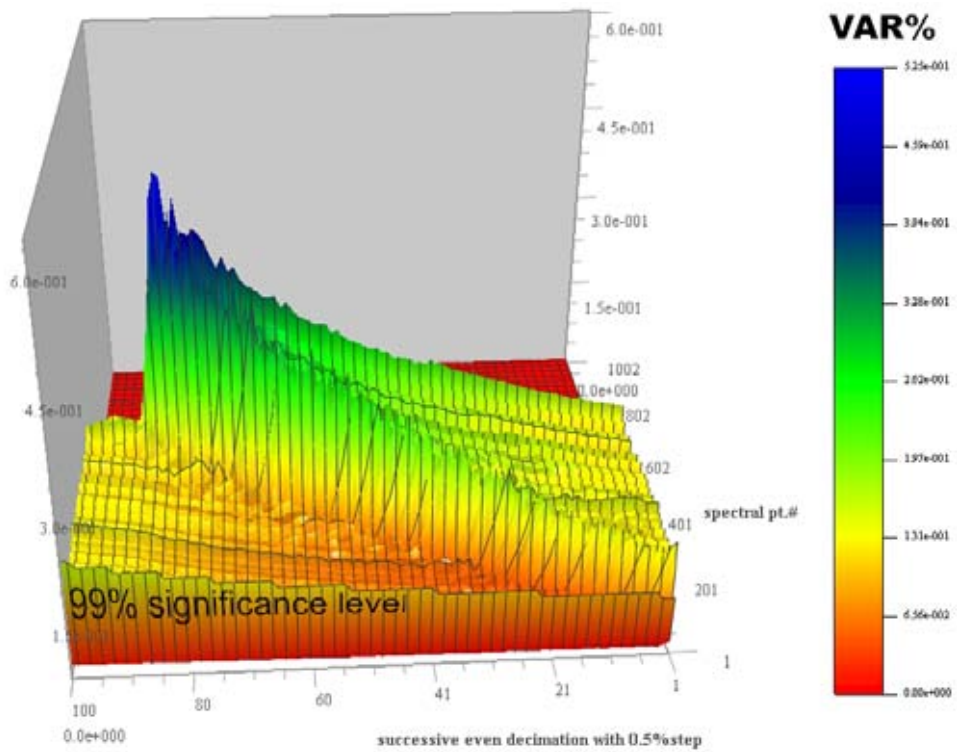 VAR%
6.0e-001
4.5e-001
3.0e-001
1.5e-001
0.0e+000
5.25e-001
4.59e-001
3.94e-001
3.28e-001
2.62e-001
1.97e-001
1.31e-001
6.56e-002
0.00e+000
6.0e-001
4.5e-001
1002
802
602
401
201
1
spectral pt.#
99% significance level
100
80
60
41
21
1
0.0e+000
successive even decimation with 0.5%step